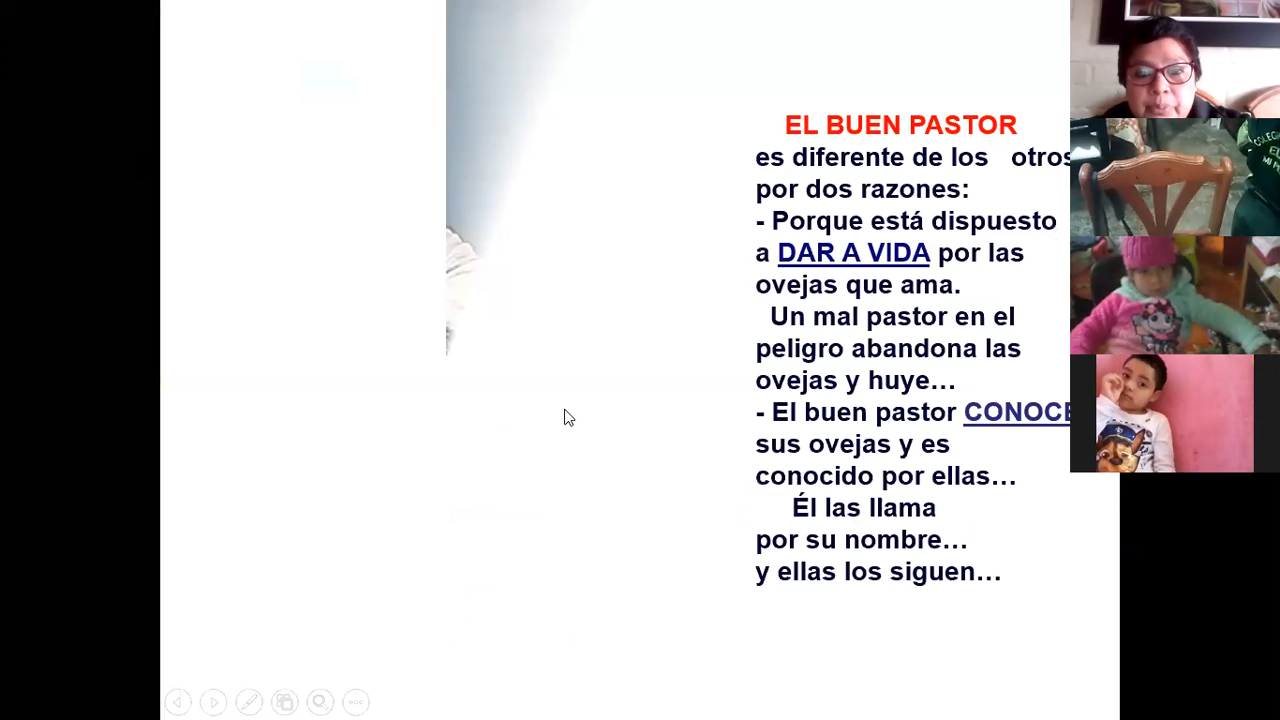 EL BUEN PASTOR
es diferente de los otros
por dos razones:
- Porque está dispuesto
a DAR A VIDA por las
ovejas que ama.
Un mal pastor en el
peligro abandona las
ovejas y huye…
- El buen pastor CONOCE
sus ovejas y es
conocido por ellas…
Él las llama
por su nombre…
y ellas los siguen…